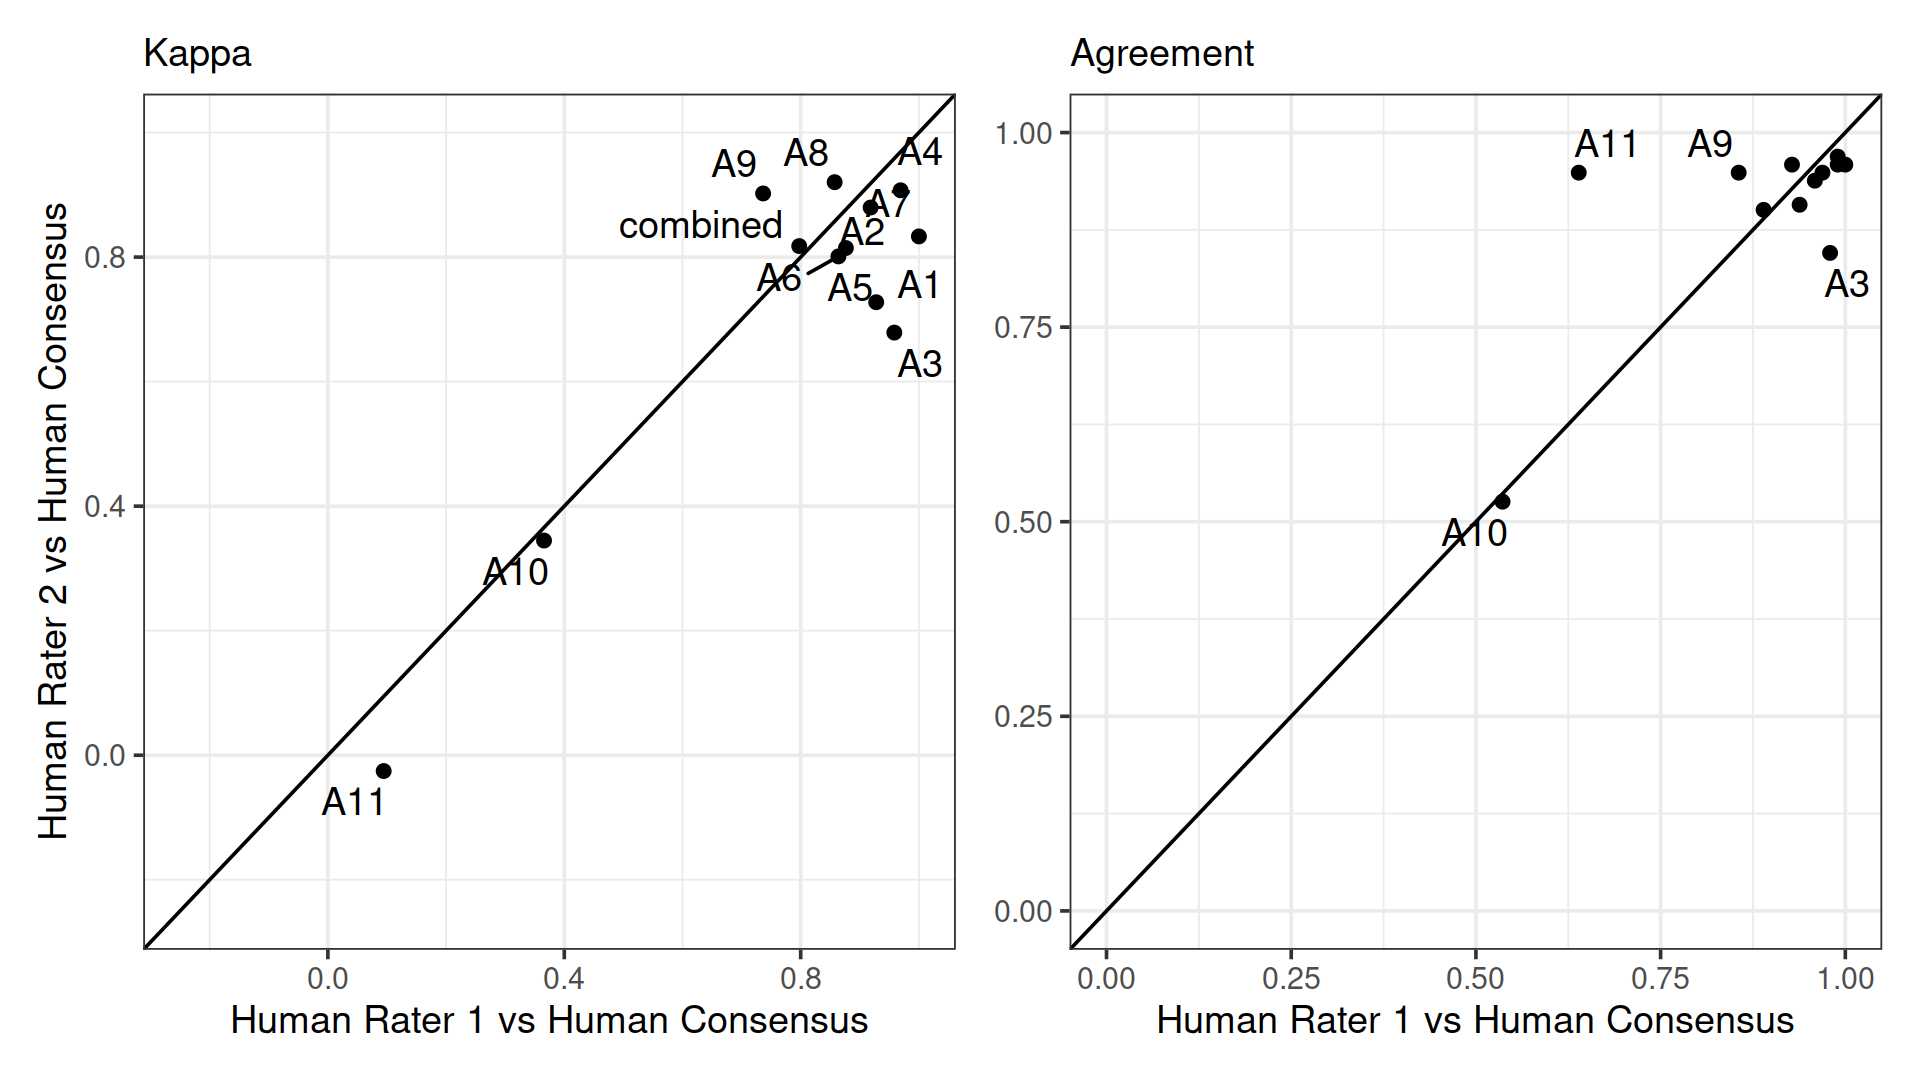 Kappa
Agreement
Human Rater 2 vs Human Consensus
0.8
0.4
0.0
A9
A8
A4
A7
combined
A2
A6
A5
A1
A3
A10
A11
0.0
0.4
0.8
Human Rater 1 vs Human Consensus
1.00
0.75
0.50
0.25
0.00
A11
A9
A3
A10
0.00
0.25
0.50
0.75
1.00
Human Rater 1 vs Human Consensus